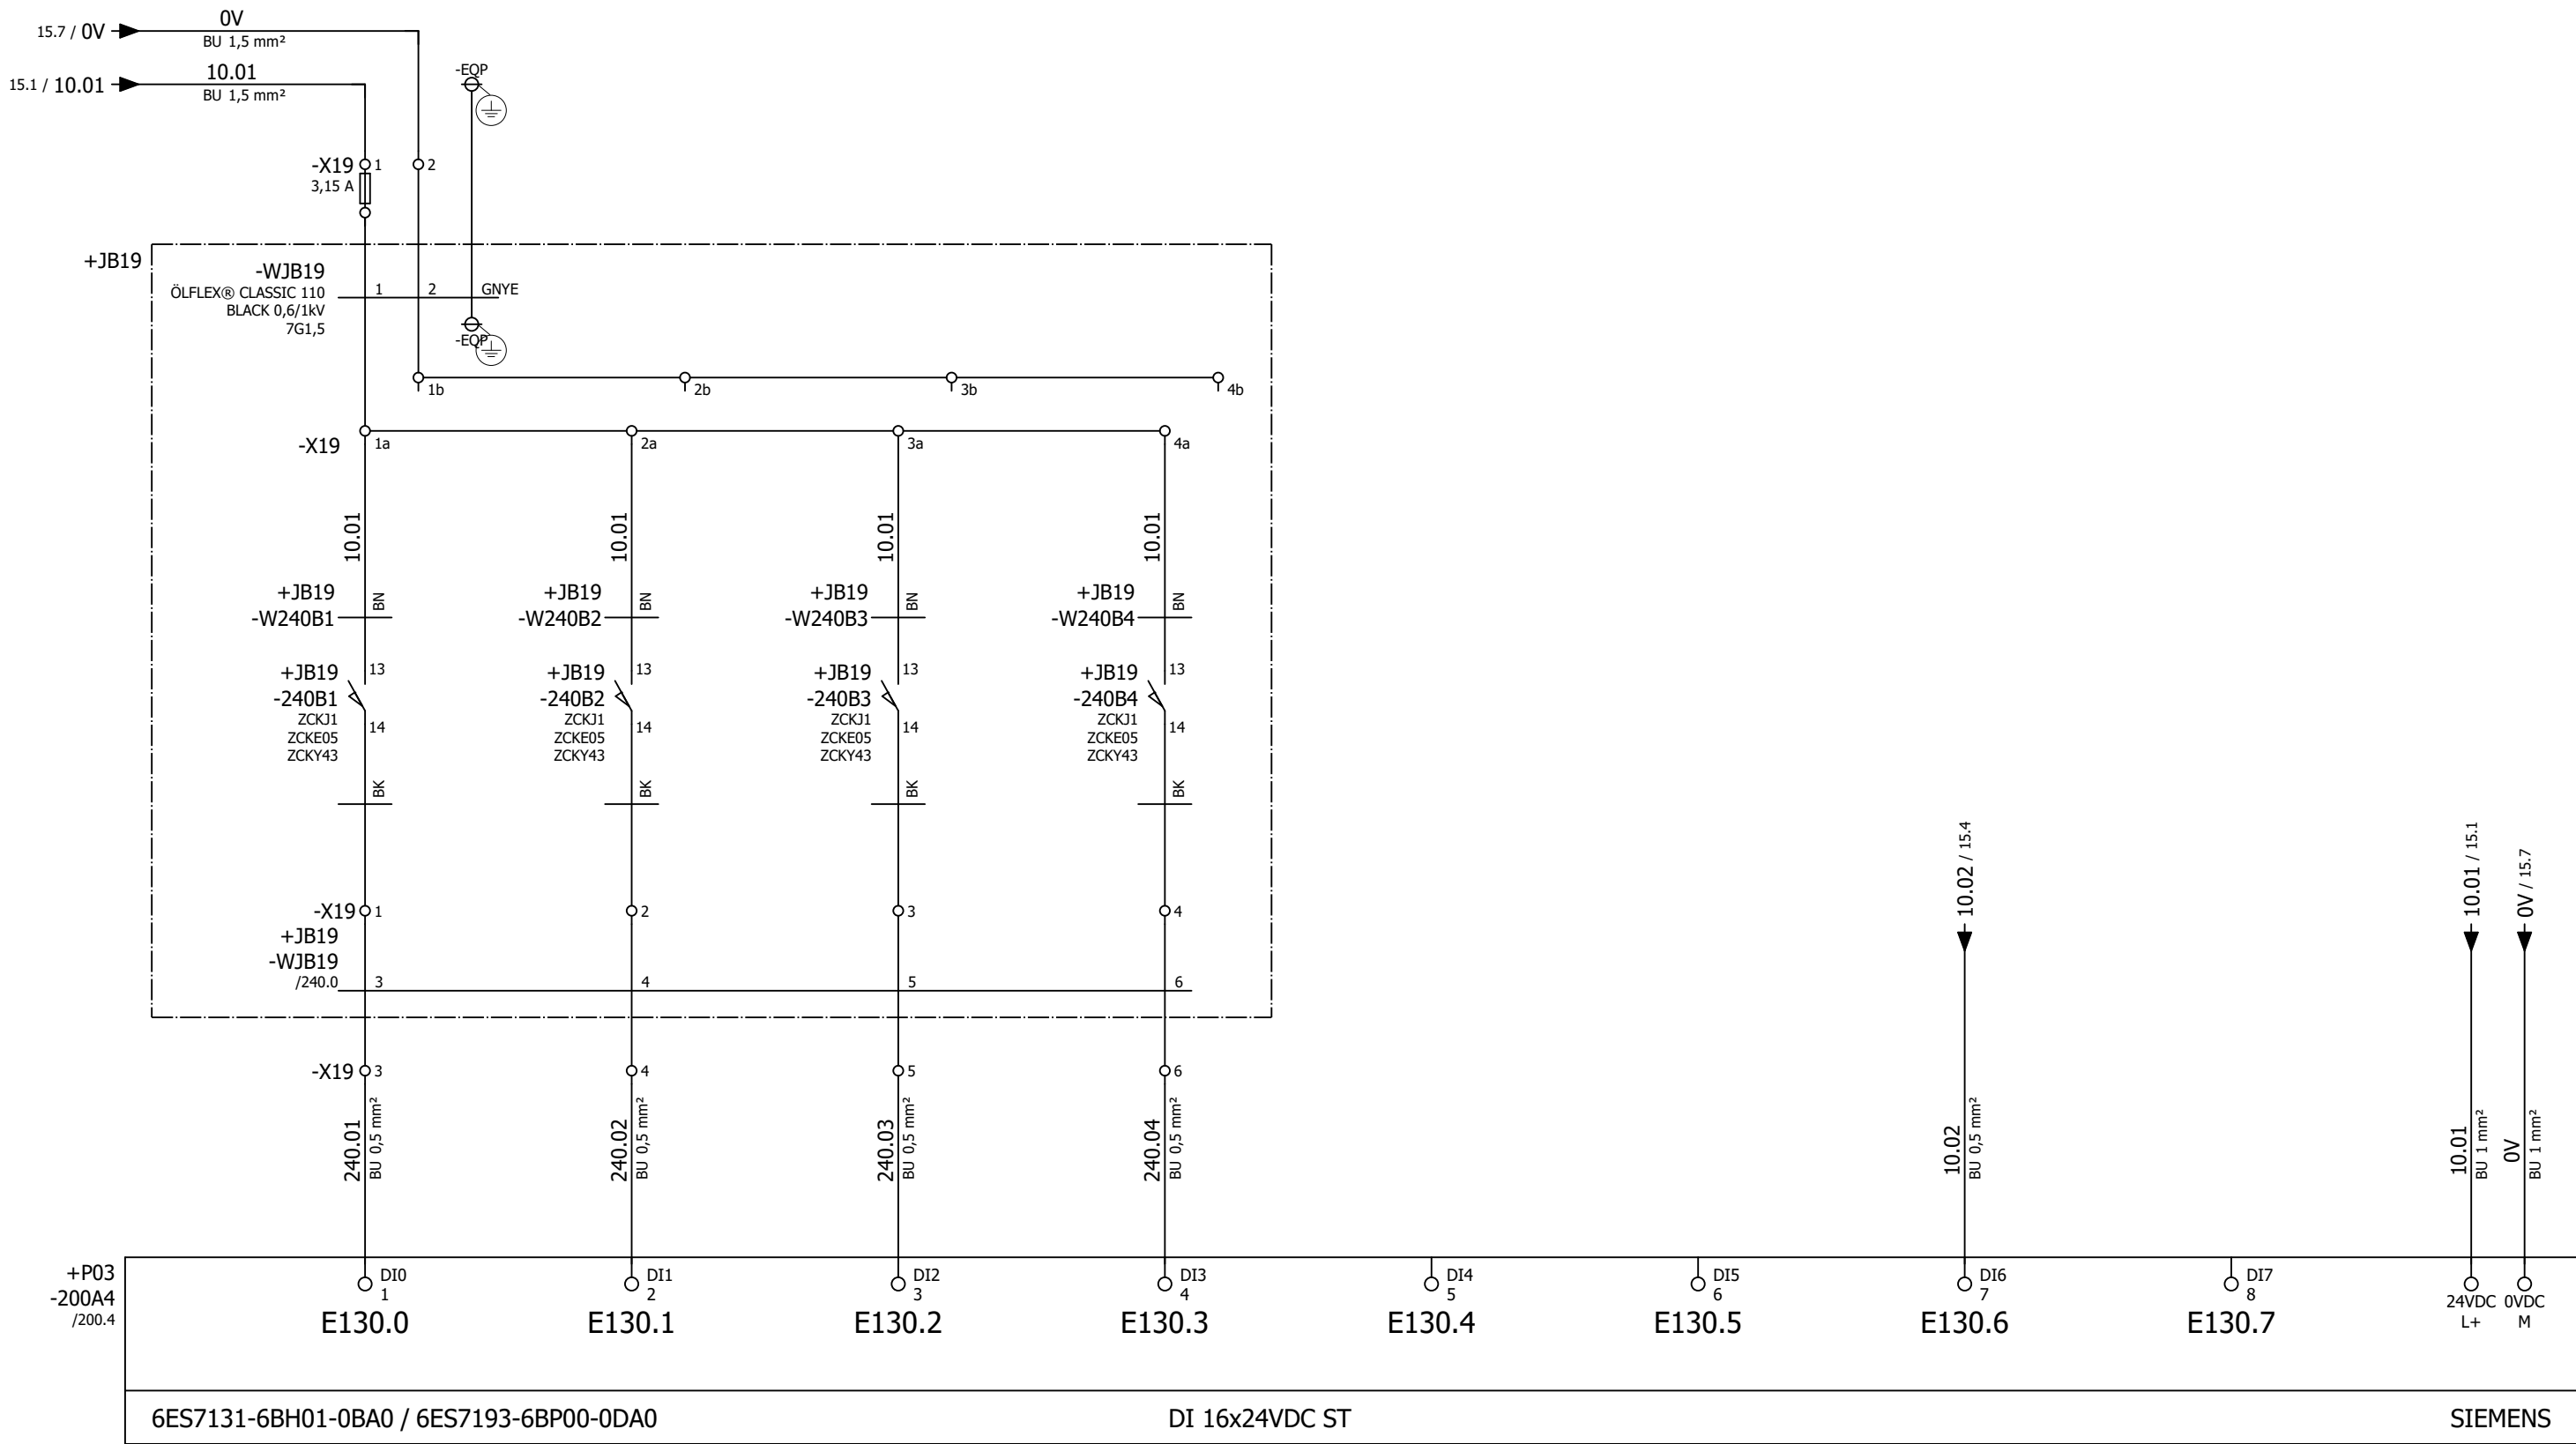 15.7 / 0V
0V
BU 1,5 mm²
15.1 / 10.01
10.01
BU 1,5 mm²
-EQP
-X19
3,15 A
1
2
+JB19
-WJB19
ÖLFLEX® CLASSIC 110
BLACK 0,6/1kV
7G1,5
1
2
GNYE
-EQP
1b
2b
3b
4b
-X19
1a
2a
3a
4a
10.01
10.01
10.01
10.01
+JB19
-W240B1
BN
+JB19
-W240B2
BN
+JB19
-W240B3
BN
+JB19
-W240B4
BN
+JB19
-240B1
ZCKJ1
ZCKE05
ZCKY43
13
14
+JB19
-240B2
ZCKJ1
ZCKE05
ZCKY43
13
14
+JB19
-240B3
ZCKJ1
ZCKE05
ZCKY43
13
14
+JB19
-240B4
ZCKJ1
ZCKE05
ZCKY43
13
14
BK
BK
BK
BK
-X19
1
2
3
4
+JB19
-WJB19
/240.0
3
4
5
6
-X19
3
4
5
6
240.01
BU 0,5 mm²
240.02
BU 0,5 mm²
240.03
BU 0,5 mm²
240.04
BU 0,5 mm²
10.02 / 15.4
10.02
BU 0,5 mm²
10.01 / 15.1
10.01
BU 1 mm²
0V / 15.7
0V
BU 1 mm²
+P03
-200A4
/200.4
DI0
1
E130.0
DI1
2
E130.1
DI2
3
E130.2
DI3
4
E130.3
DI4
5
E130.4
DI5
6
E130.5
DI6
7
E130.6
DI7
8
E130.7
24VDC
L+
0VDC
M
6ES7131-6BH01-0BA0 / 6ES7193-6BP00-0DA0
DI 16x24VDC ST
SIEMENS